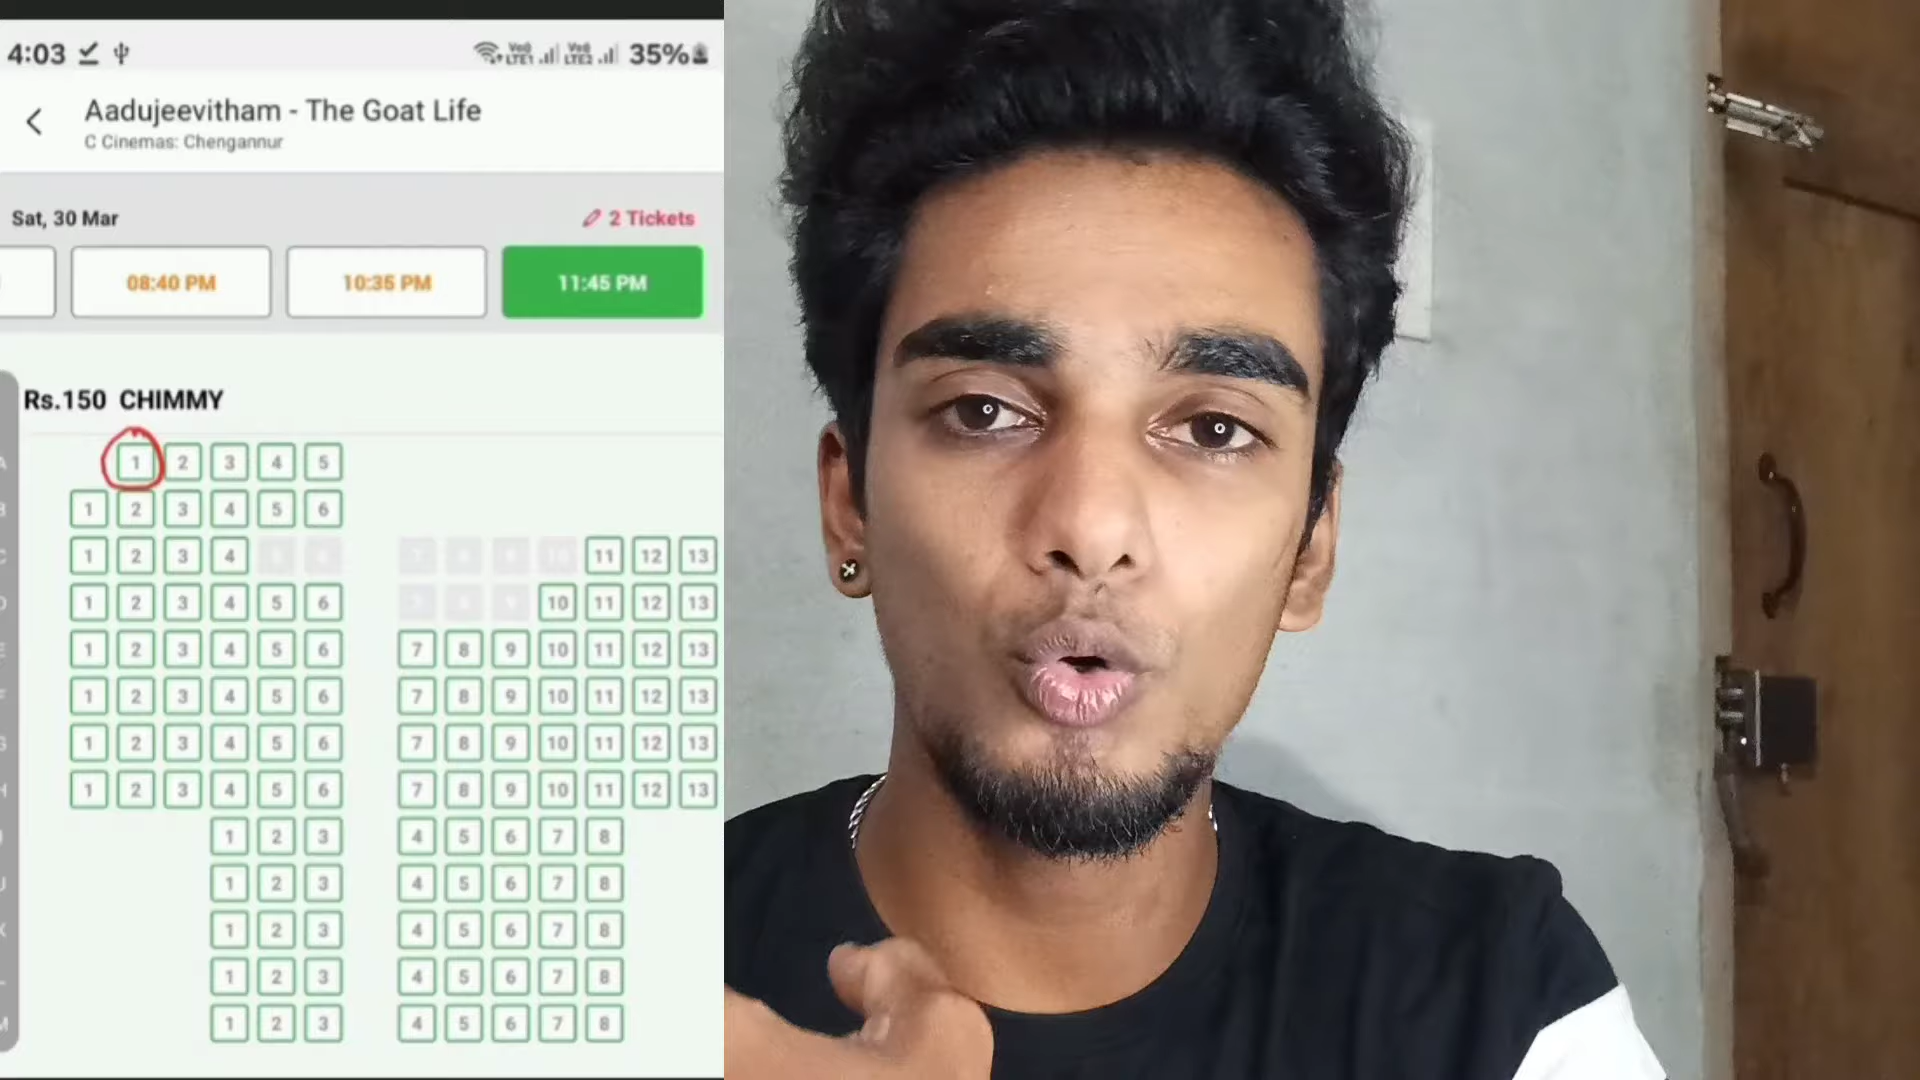 4:03
35%
Aadujeevitham - The Goat Life
C Cinemas: Chengannur
Sat, 30 Mar
2 Tickets
08:40 PM
10:35 PM
11:45 PM
Rs.150 CHIMMY
1 2 3 4 5
1 2 3 4 5 6
1 2 3 4 11 12 13
1 2 3 4 5 6 10 11 12 13
1 2 3 4 5 6 7 8 9 10 11 12 13
1 2 3 4 5 6 7 8 9 10 11 12 13
1 2 3 4 5 6 7 8 9 10 11 12 13
1 2 3 4 5 6 7 8 9 10 11 12 13
1 2 3 4 5 6 7 8
1 2 3 4 5 6 7 8
1 2 3 4 5 6 7 8
1 2 3 4 5 6 7 8
1 2 3 4 5 6 7 8